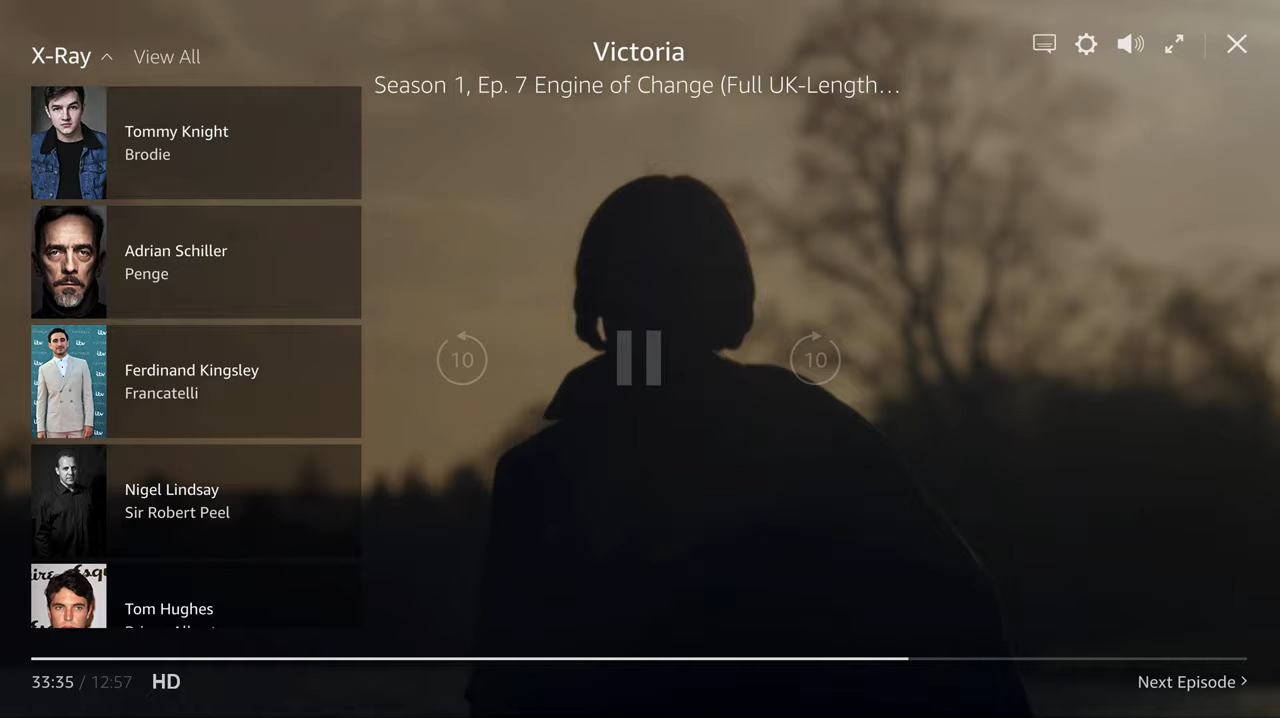 X-Ray View All
Victoria
Season 1, Ep. 7 Engine of Change (Full UK-Length...
Tommy Knight
Brodie
Adrian Schiller
Penge
Ferdinand Kingsley
Francatelli
Nigel Lindsay
Sir Robert Peel
Tom Hughes
10
10
itv
itv
33:35 / 12:57 HD
Next Episode